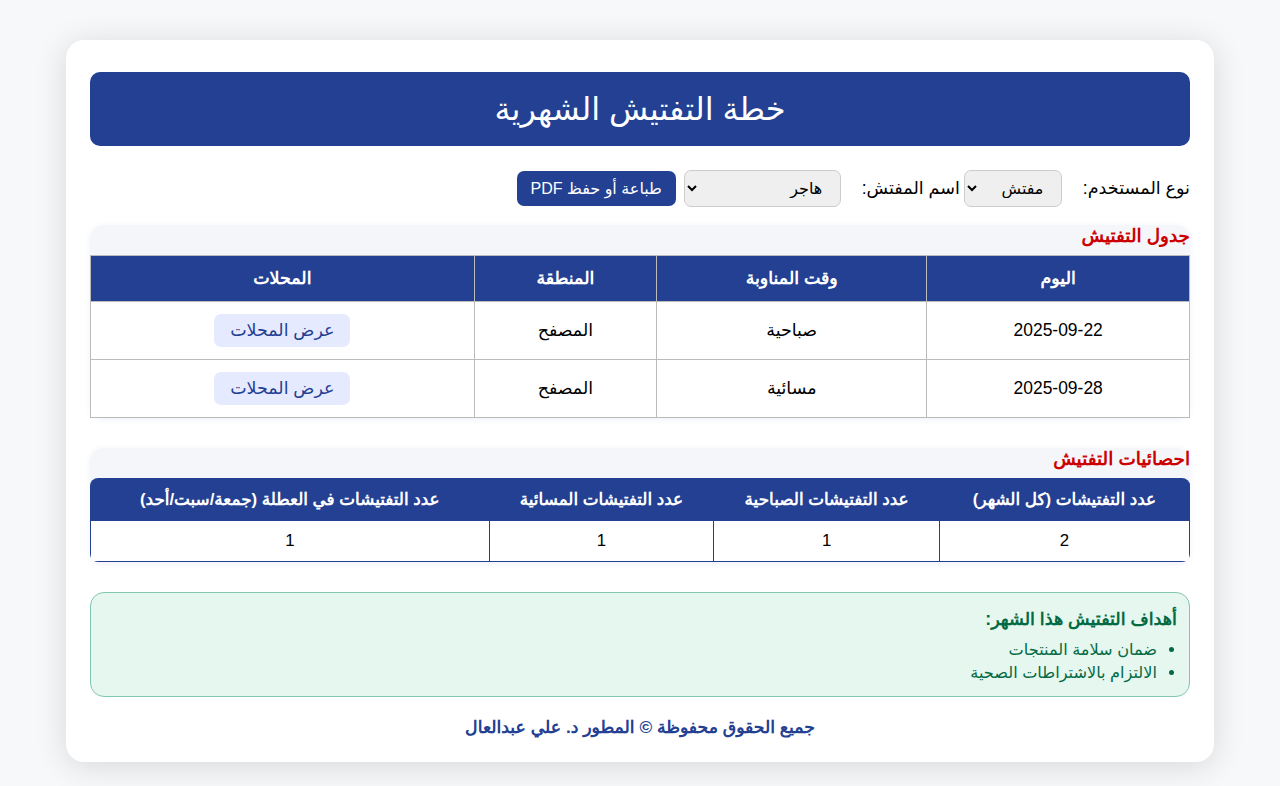 خطة التفتيش الشهرية
نوع المستخدم: مفتش اسم المفتش: هاجر طباعة أو حفظ PDF
جدول التفتيش
اليوم وقت المناوبة المنطقة المحلات
2025-09-22 صباحية المصفح عرض المحلات
2025-09-28 مسائية المصفح عرض المحلات
احصائيات التفتيش
عدد التفتيشات (كل الشهر) عدد التفتيشات الصباحية عدد التفتيشات المسائية عدد التفتيشات في العطلة (جمعة/سبت/أحد)
2 1 1 1
أهداف التفتيش هذا الشهر:
• ضمان سلامة المنتجات
• الالتزام بالاشتراطات الصحية
جميع الحقوق محفوظة © المطور د. علي عبدالعال